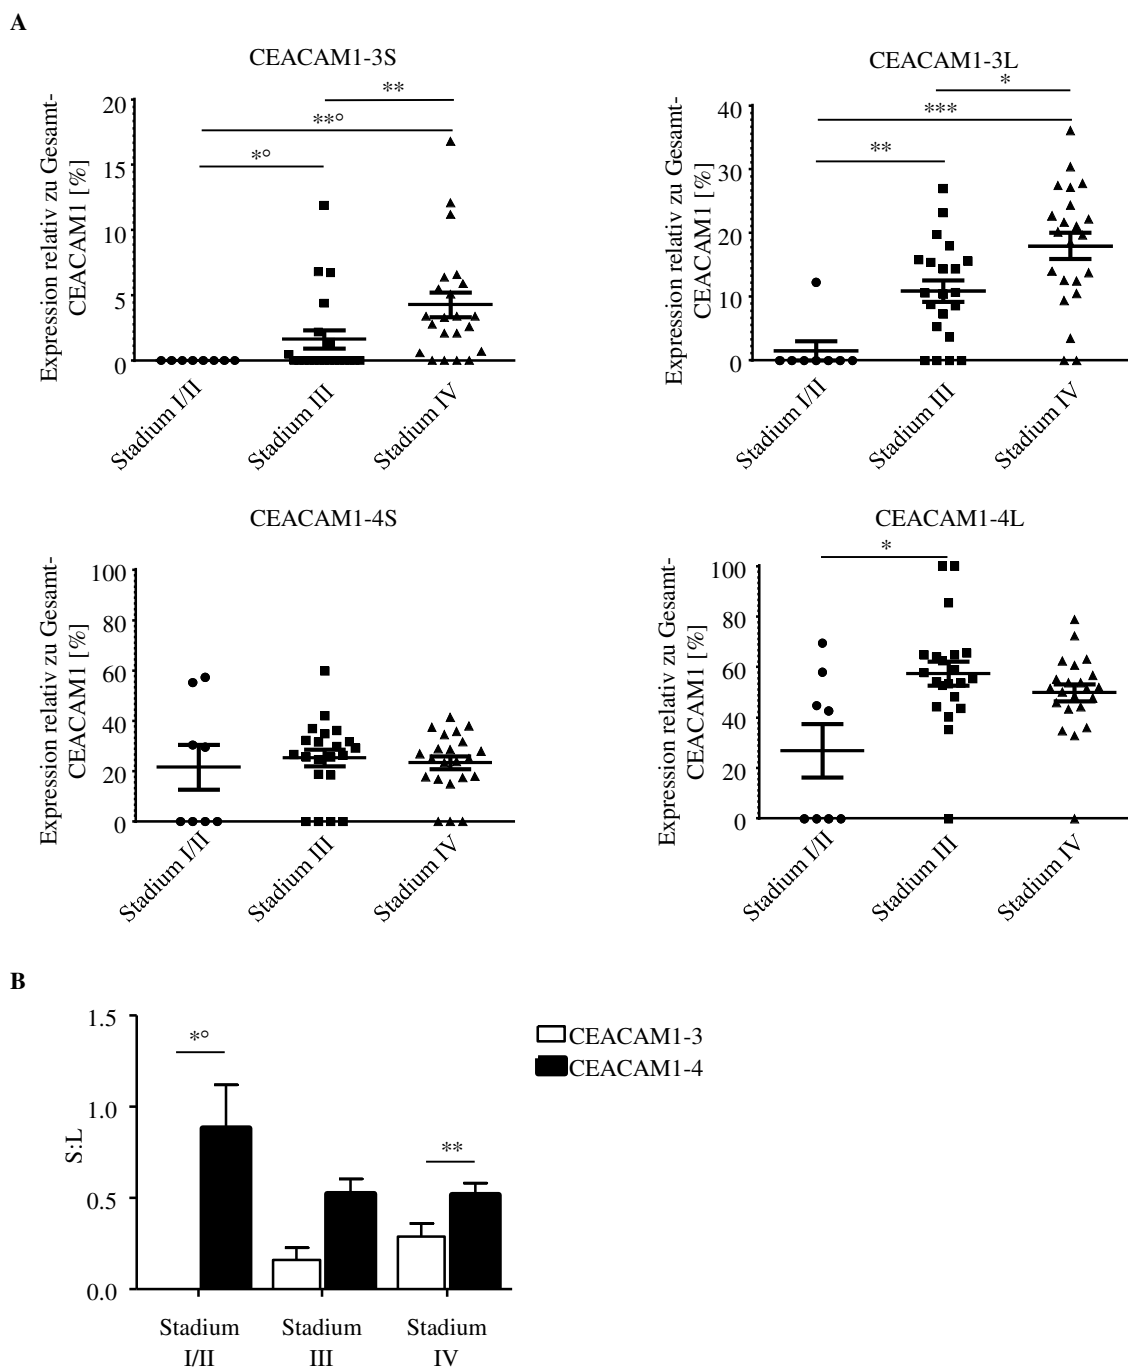 A
CEACAM1-3S
Expression relativ zu Gesamt-
CEACAM1 [%]
20
15
10
5
0
**
**°
*°
Stadium I/II
Stadium III
Stadium IV
CEACAM1-3L
Expression relativ zu Gesamt-
CEACAM1 [%]
40
30
20
10
0
*
***
**
Stadium I/II
Stadium III
Stadium IV
CEACAM1-4S
Expression relativ zu Gesamt-
CEACAM1 [%]
100
80
60
40
20
0
Stadium I/II
Stadium III
Stadium IV
CEACAM1-4L
Expression relativ zu Gesamt-
CEACAM1 [%]
100
80
60
40
20
0
*
Stadium I/II
Stadium III
Stadium IV
B
S:L
1.5
1.0
0.5
0.0
*°
**
CEACAM1-3
CEACAM1-4
Stadium
I/II
Stadium
III
Stadium
IV